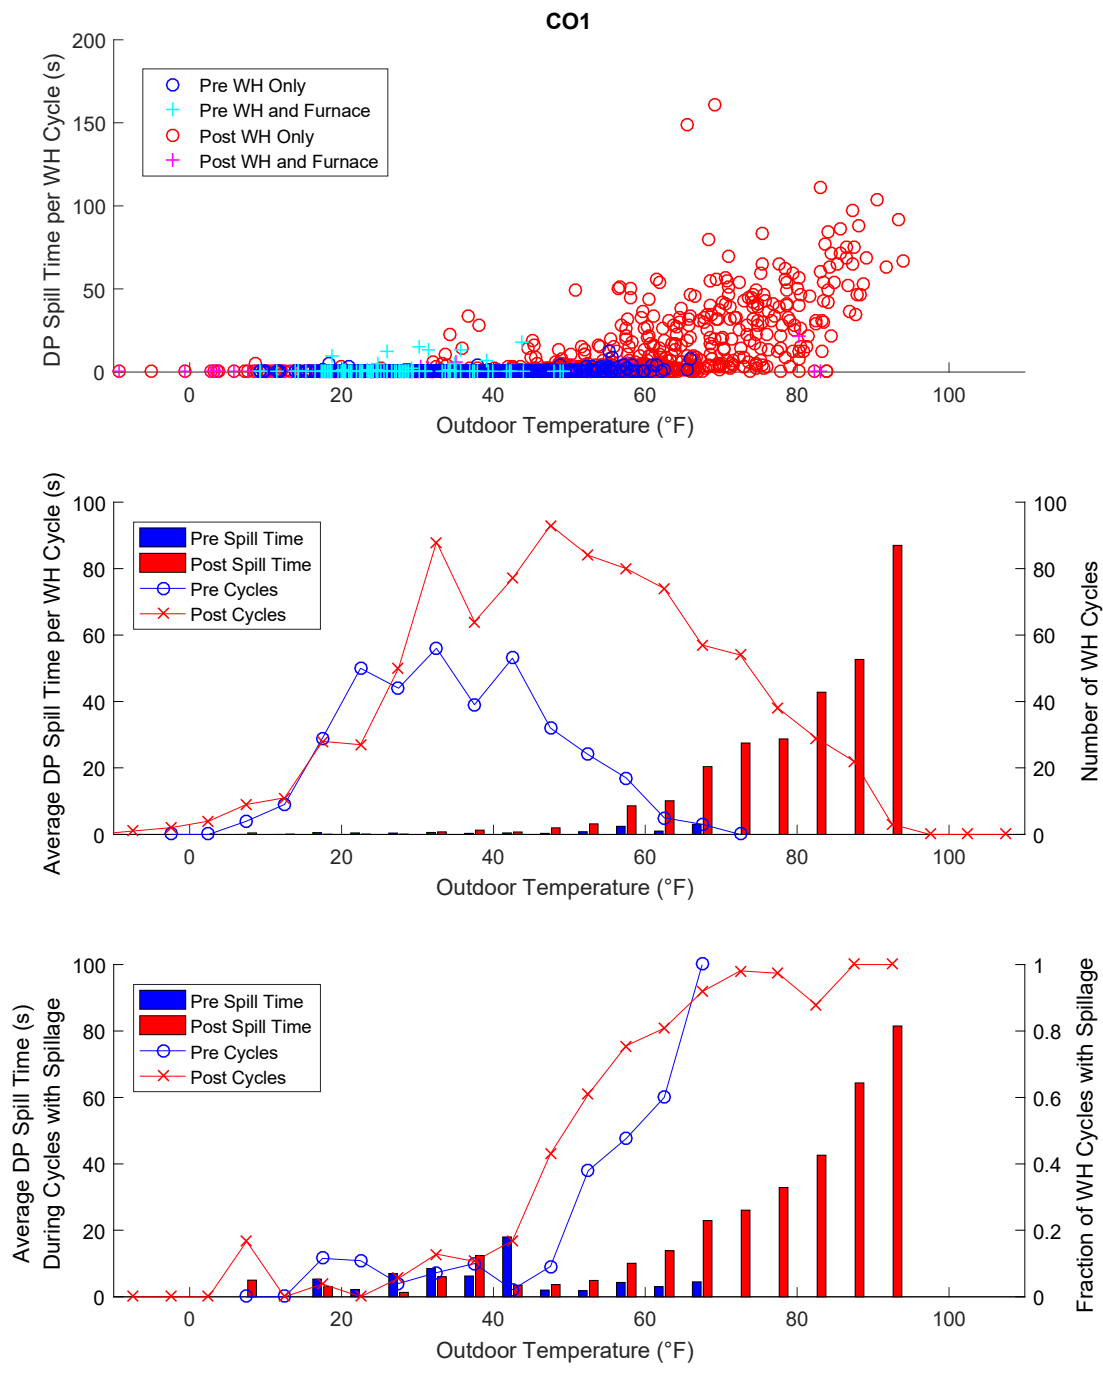 CO1
DP Spill Time per WH Cycle (s)
200
150
100
50
0
Pre WH Only
Pre WH and Furnace
Post WH Only
Post WH and Furnace
0 20 40 60 80 100
Outdoor Temperature (°F)
Average DP Spill Time per WH Cycle (s)
100
80
60
40
20
0
Pre Spill Time
Post Spill Time
Pre Cycles
Post Cycles
100
80
60
40
20
0
Number of WH Cycles
0 20 40 60 80 100
Outdoor Temperature (°F)
Average DP Spill Time (s)
During Cycles with Spillage
100
80
60
40
20
0
Pre Spill Time
Post Spill Time
Pre Cycles
Post Cycles
1
0.8
0.6
0.4
0.2
0
Fraction of WH Cycles with Spillage
0 20 40 60 80 100
Outdoor Temperature (°F)